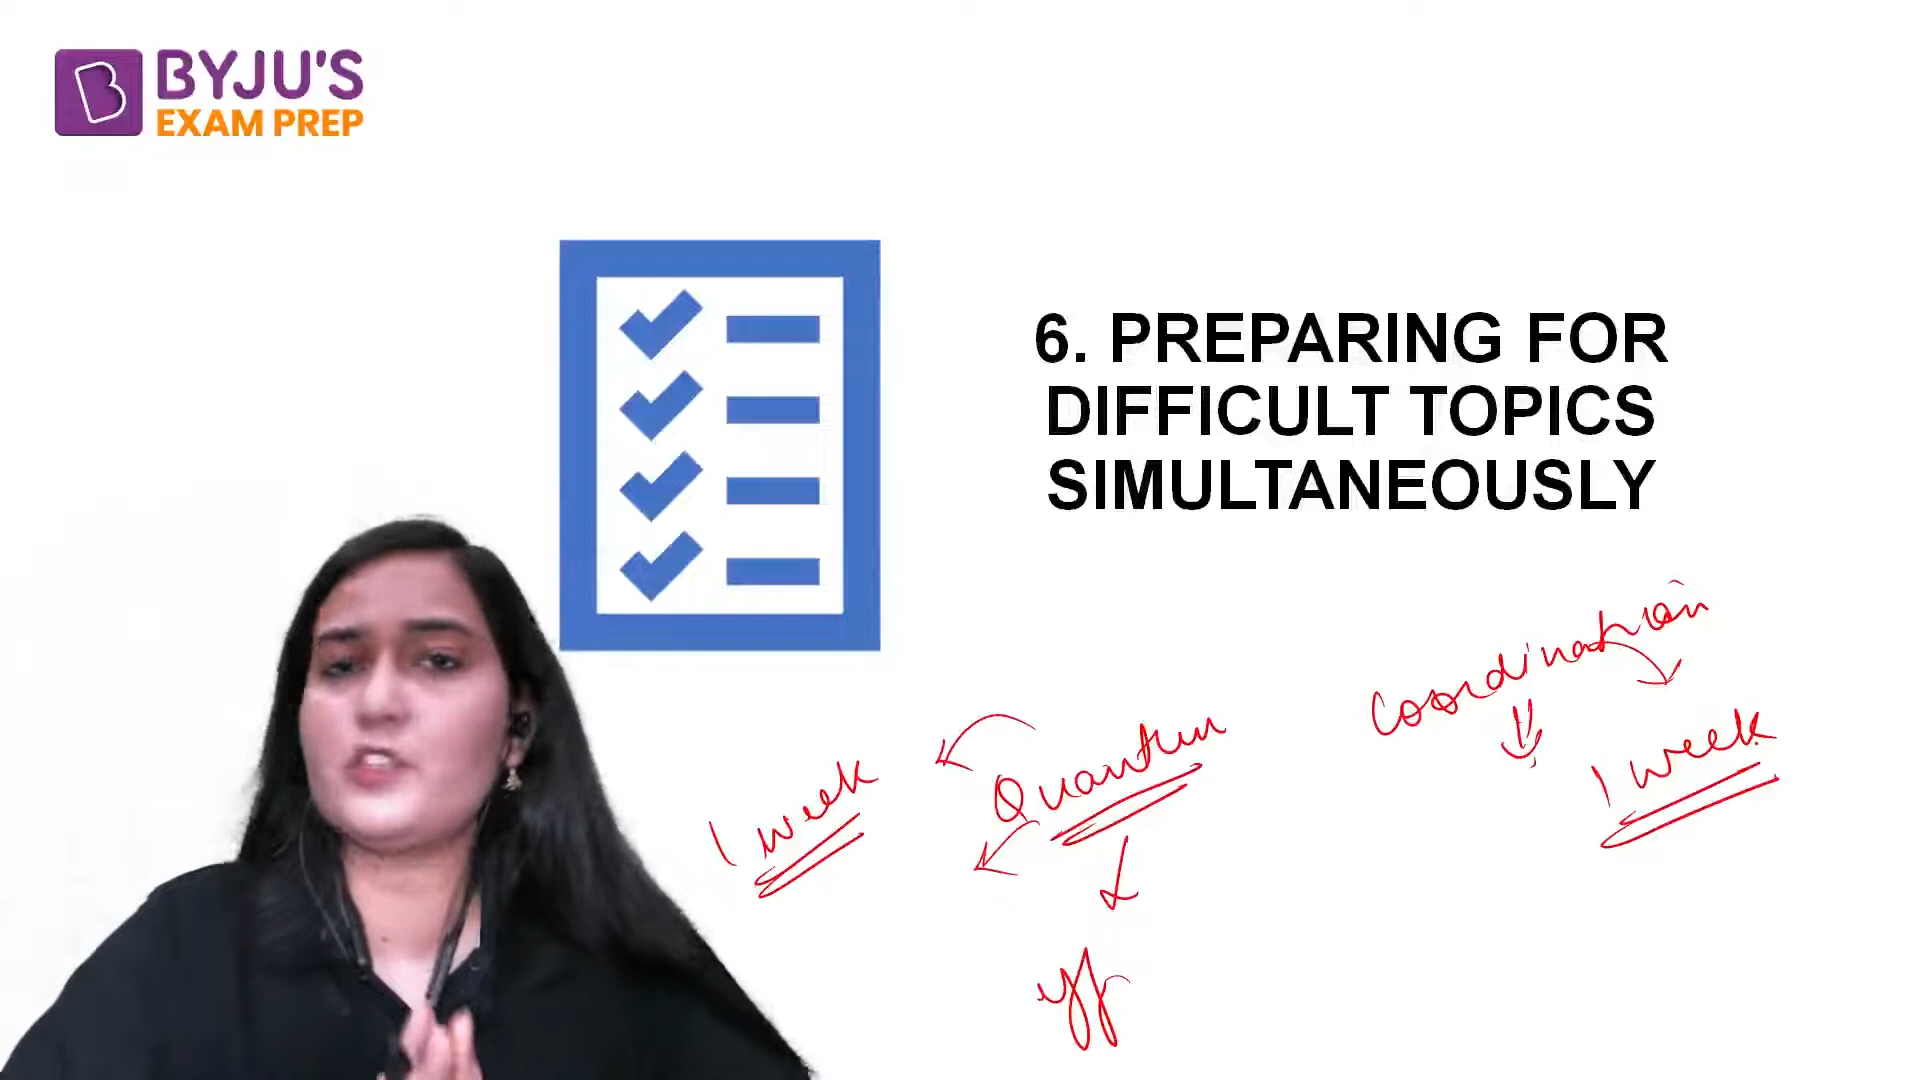 BYJU'S
EXAM PREP
6. PREPARING FOR
DIFFICULT TOPICS
SIMULTANEOUSLY
Coordination
1 week
Quantum
1 week